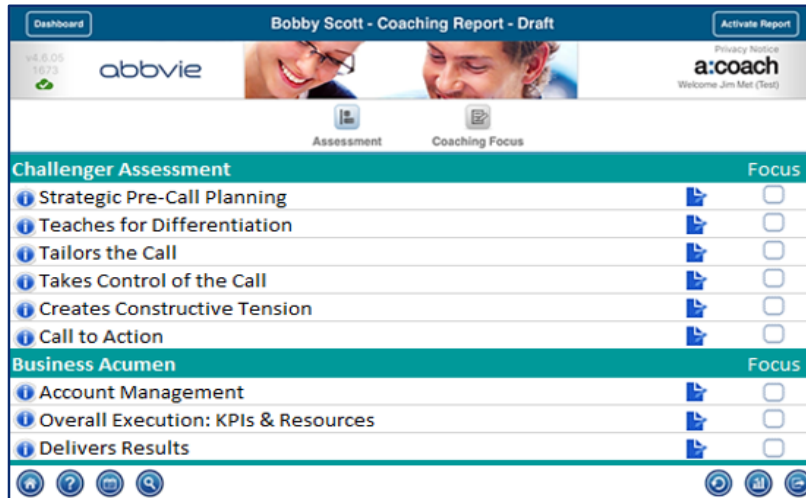 Dashboard
Bobby Scott - Coaching Report - Draft
Activate Report
v4.6.05
1673
abbvie
Privacy Notice
a:coach
Welcome Jim Met (Test)
Assessment
Coaching Focus
Challenger Assessment Focus
Strategic Pre-Call Planning
Teaches for Differentiation
Tailors the Call
Takes Control of the Call
Creates Constructive Tension
Call to Action
Business Acumen Focus
Account Management
Overall Execution: KPIs & Resources
Delivers Results